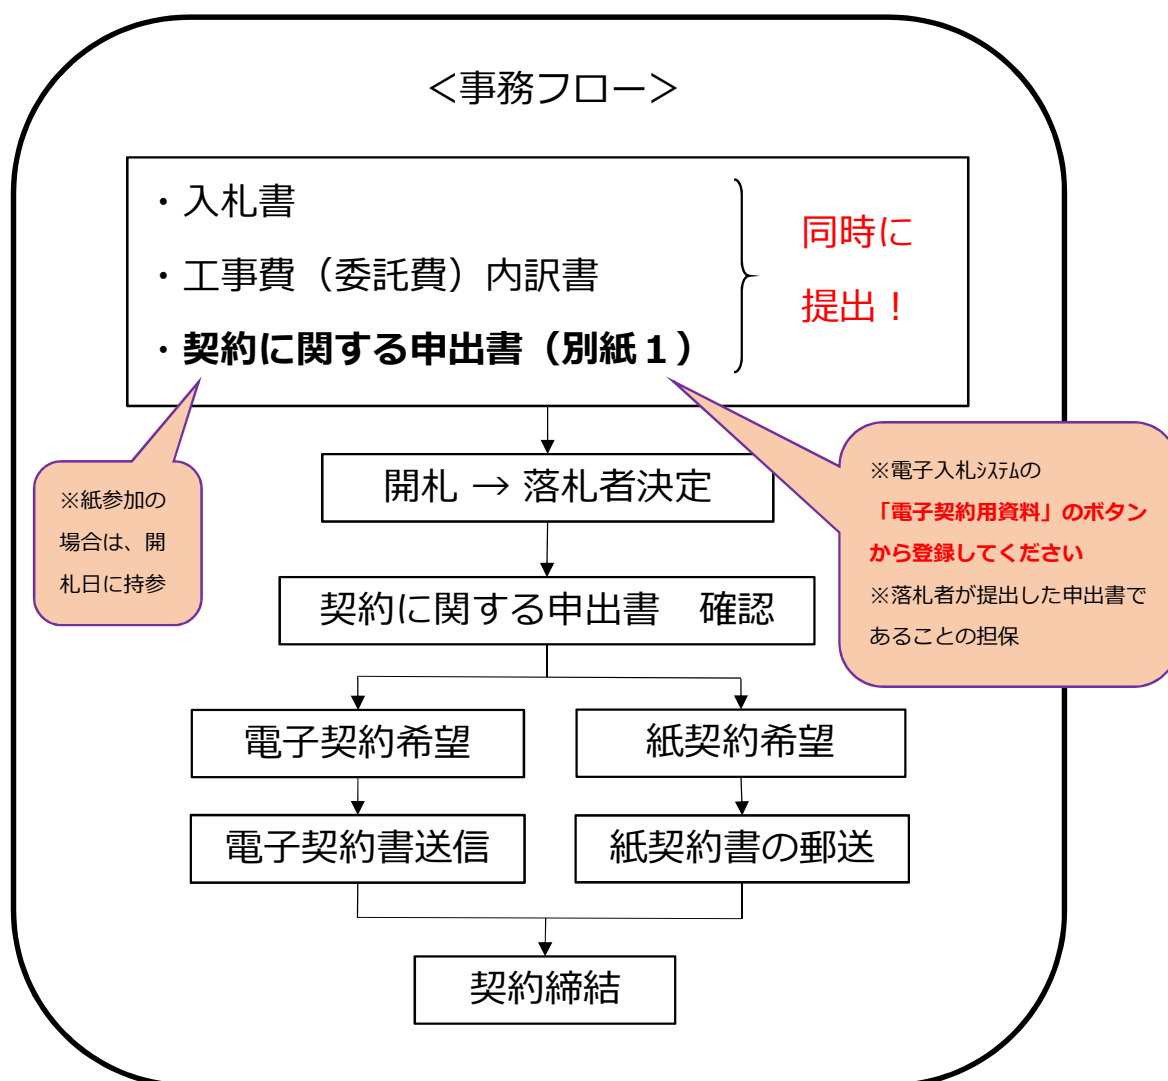 ＜事務フロー＞
・入札書
・工事費（委託費）内訳書
・契約に関する申出書（別紙１）
同時に
提出！
※紙参加の
場合は、開
札日に持参
※電子入札ｼｽﾃﾑの
「電子契約用資料」のボタン
から登録してください
※落札者が提出した申出書で
あることの担保
開札 → 落札者決定
契約に関する申出書　確認
電子契約希望
紙契約希望
電子契約書送信
紙契約書の郵送
契約締結